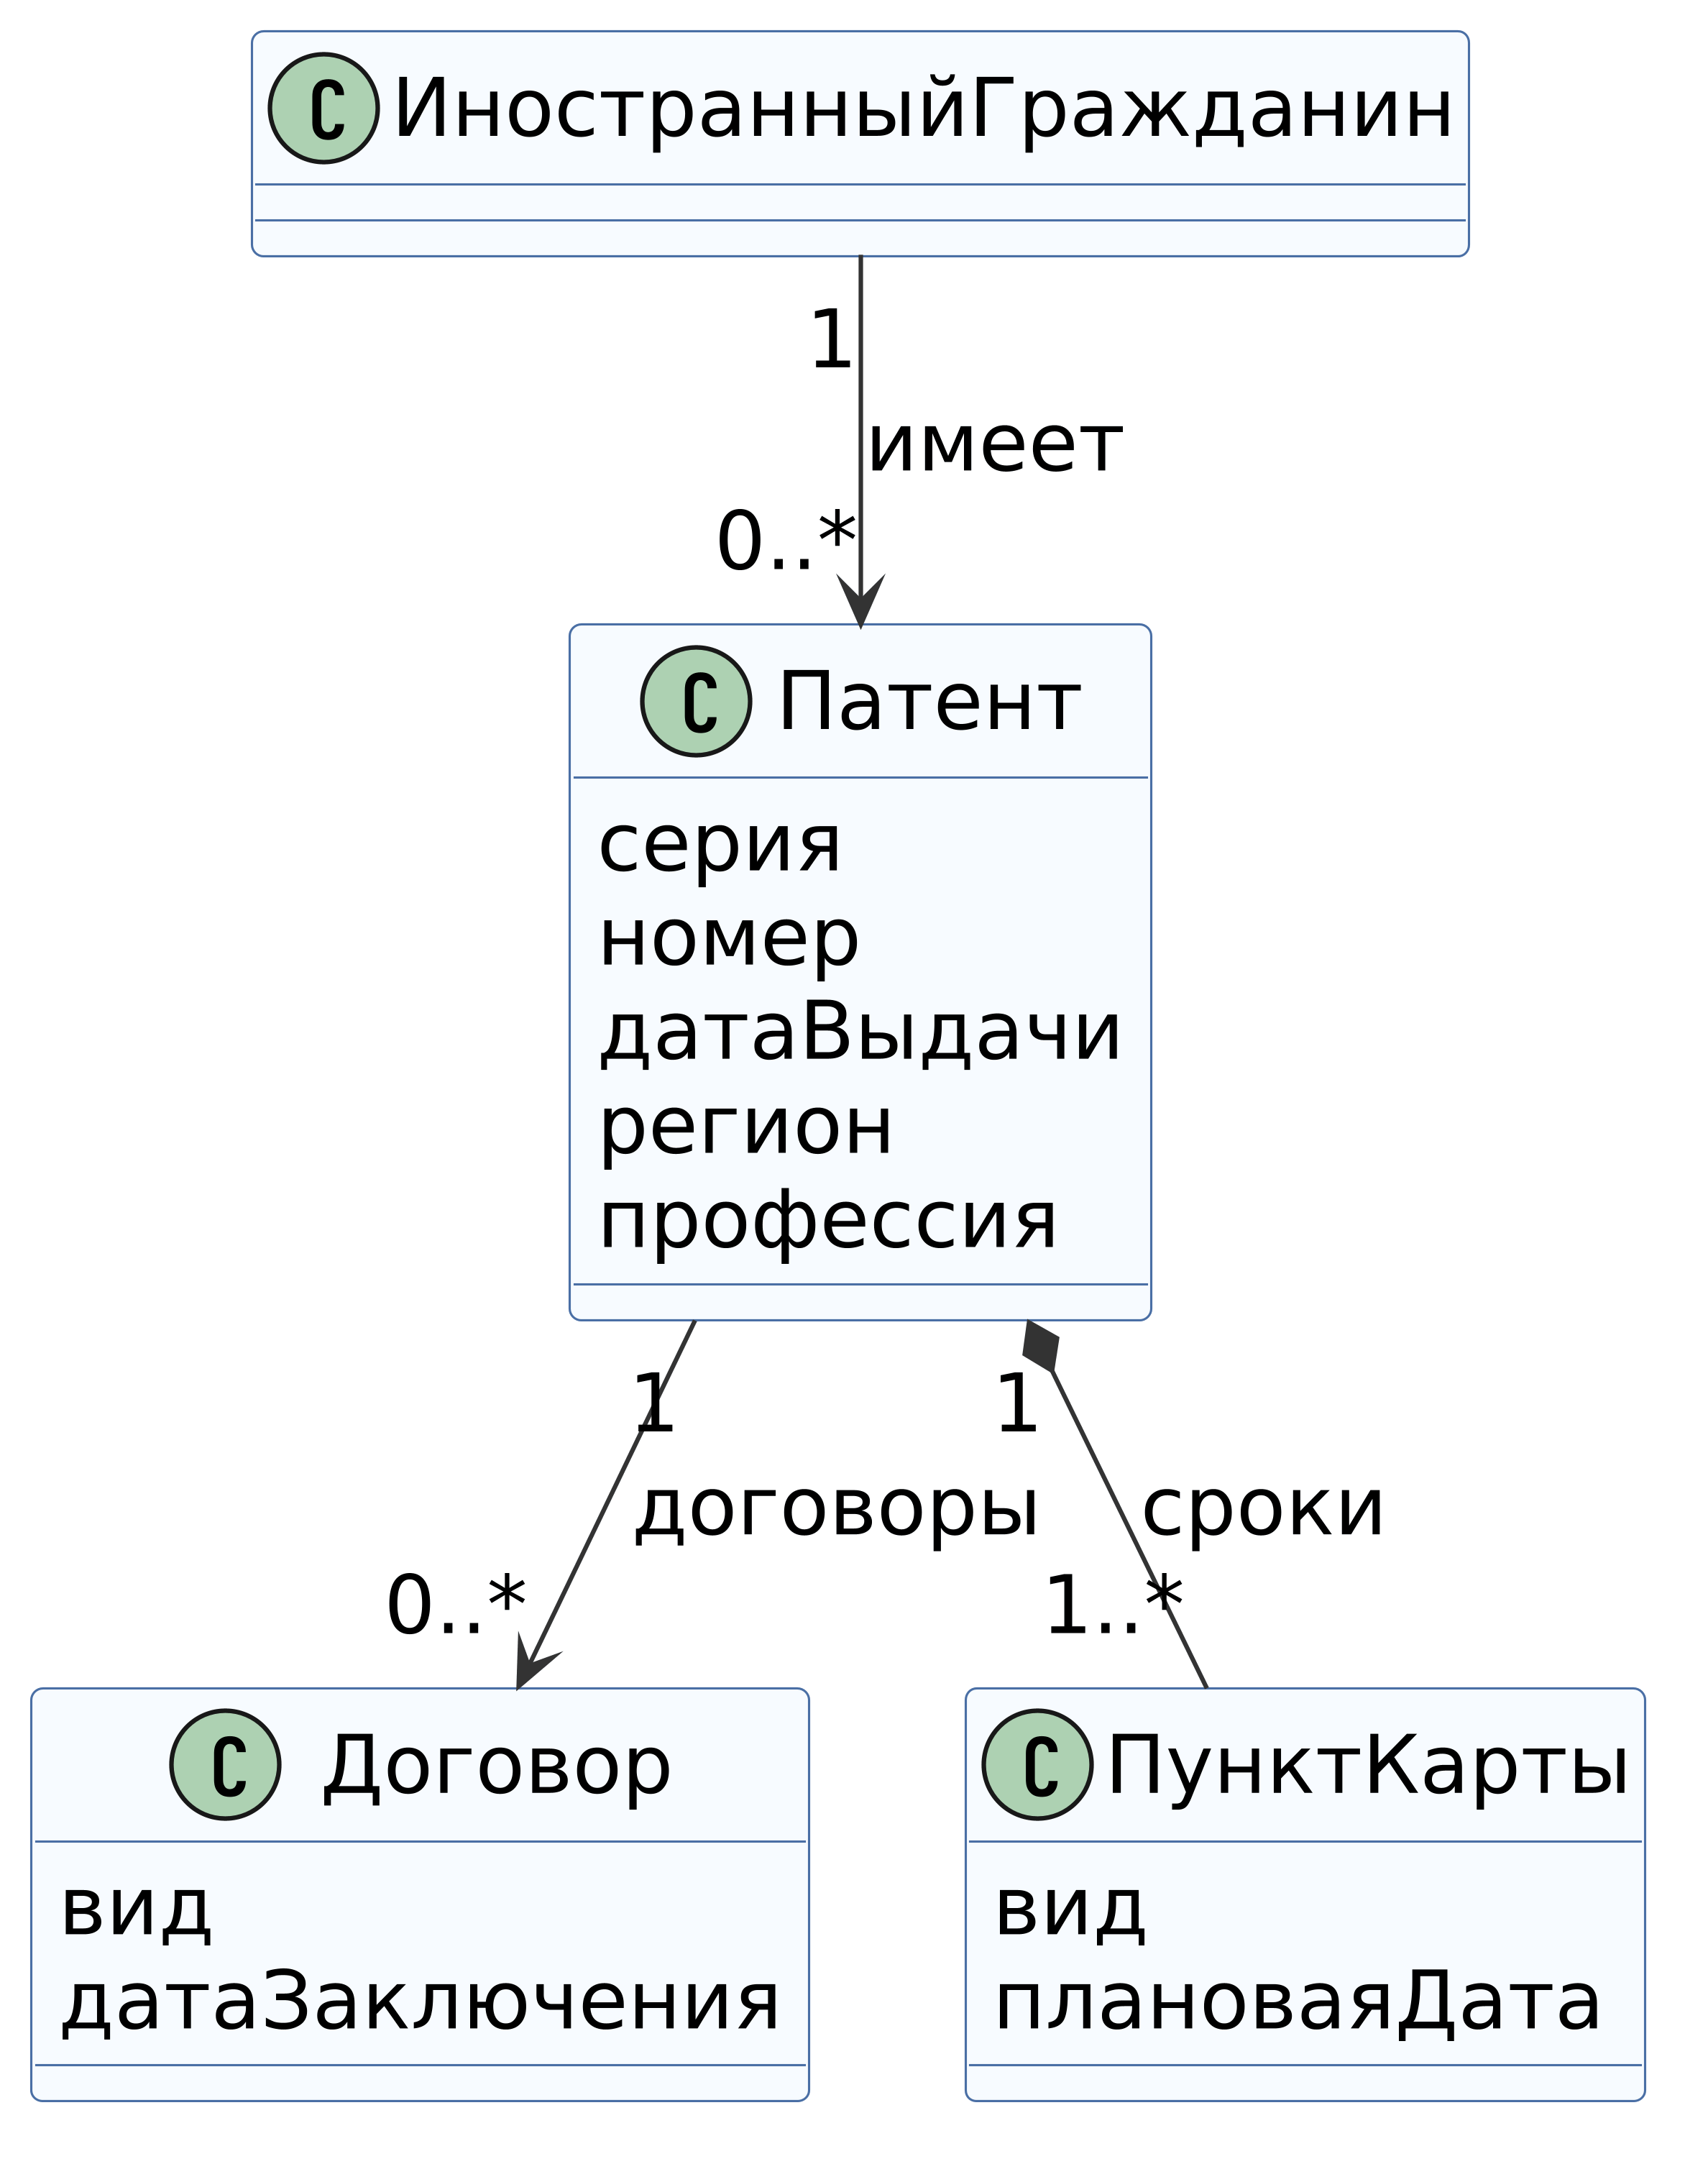 C ИностранныйГражданин
1
имеет
0..*
C Патент
серия
номер
датаВыдачи
регион
профессия
1
1
договоры
сроки
0..*
1..*
C Договор
вид
датаЗаключения
C ПунктКарты
вид
плановаяДата